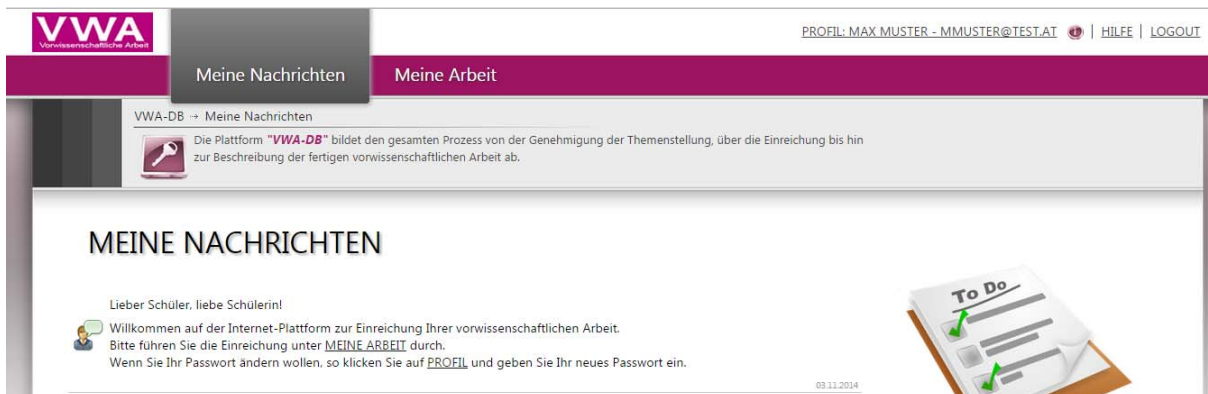 VWA
Vorwissenschaftliche Arbeit
PROFIL: MAX MUSTER - MMUSTER@TEST.AT | HILFE | LOGOUT
Meine Nachrichten Meine Arbeit
VWA-DB → Meine Nachrichten
Die Plattform "VWA-DB" bildet den gesamten Prozess von der Genehmigung der Themenstellung, über die Einreichung bis hin
zur Beschreibung der fertigen vorwissenschaftlichen Arbeit ab.
MEINE NACHRICHTEN
To Do
Lieber Schüler, liebe Schülerin!
Willkommen auf der Internet-Plattform zur Einreichung Ihrer vorwissenschaftlichen Arbeit.
Bitte führen Sie die Einreichung unter MEINE ARBEIT durch.
Wenn Sie Ihr Passwort ändern wollen, so klicken Sie auf PROFIL und geben Sie Ihr neues Passwort ein.
03.11.2014